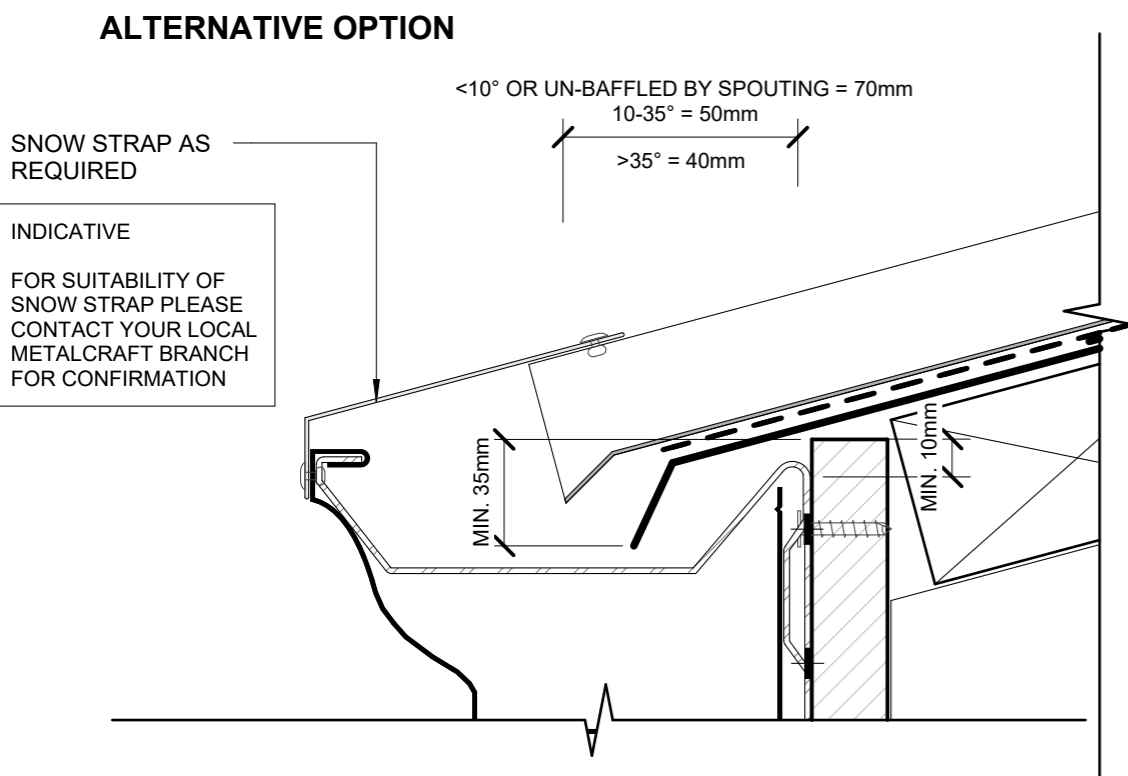 ALTERNATIVE OPTION
<10° OR UN-BAFFLED BY SPOUTING = 70mm
10-35° = 50mm
>35° = 40mm
SNOW STRAP AS
REQUIRED
INDICATIVE
FOR SUITABILITY OF
SNOW STRAP PLEASE
CONTACT YOUR LOCAL
METALCRAFT BRANCH
FOR CONFIRMATION
MIN. 35mm
MIN. 10mm